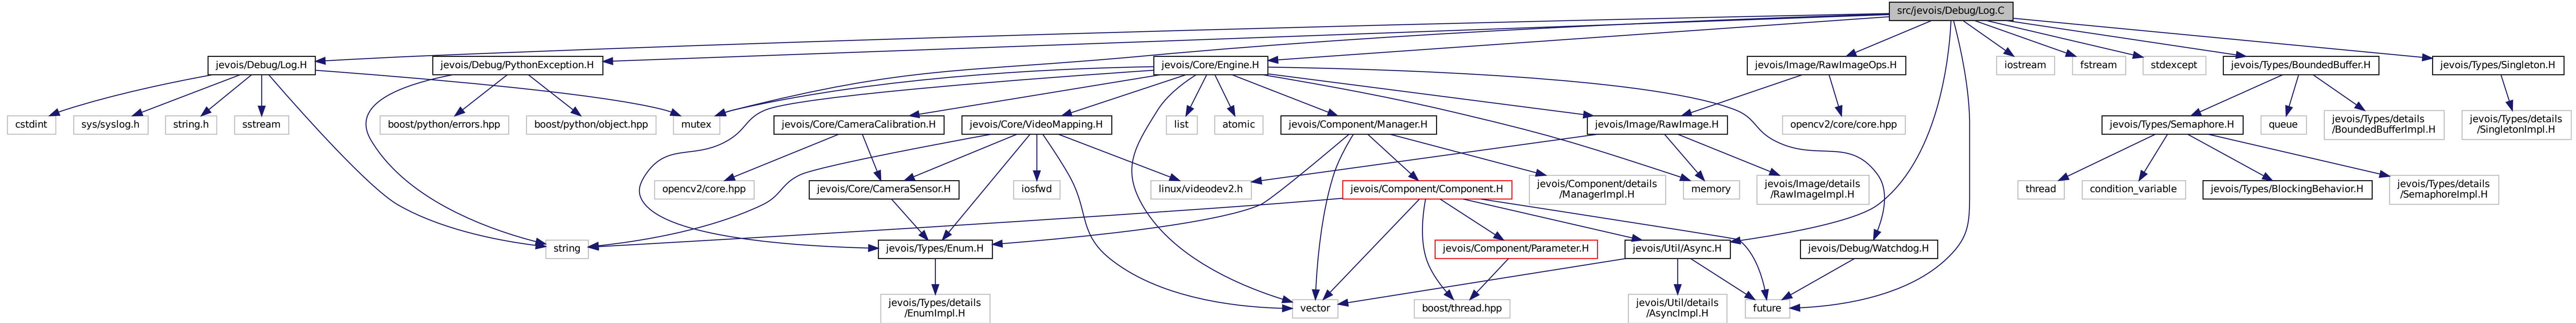 src/jevois/Debug/Log.C
jevois/Debug/Log.H
jevois/Debug/PythonException.H
jevois/Core/Engine.H
jevois/Image/RawImageOps.H
iostream
fstream
stdexcept
jevois/Types/BoundedBuffer.H
jevois/Types/Singleton.H
cstdint
sys/syslog.h
string.h
sstream
boost/python/errors.hpp
boost/python/object.hpp
mutex
jevois/Core/CameraCalibration.H
jevois/Core/VideoMapping.H
list
atomic
jevois/Component/Manager.H
jevois/Image/RawImage.H
opencv2/core/core.hpp
jevois/Types/Semaphore.H
queue
jevois/Types/details
/BoundedBufferImpl.H
jevois/Types/details
/SingletonImpl.H
opencv2/core.hpp
jevois/Core/CameraSensor.H
iosfwd
linux/videodev2.h
jevois/Component/Component.H
jevois/Component/details
/ManagerImpl.H
memory
jevois/Image/details
/RawImageImpl.H
thread
condition_variable
jevois/Types/BlockingBehavior.H
jevois/Types/details
/SemaphoreImpl.H
string
jevois/Types/Enum.H
jevois/Component/Parameter.H
jevois/Util/Async.H
jevois/Debug/Watchdog.H
jevois/Types/details
/EnumImpl.H
vector
boost/thread.hpp
jevois/Util/details
/AsyncImpl.H
future